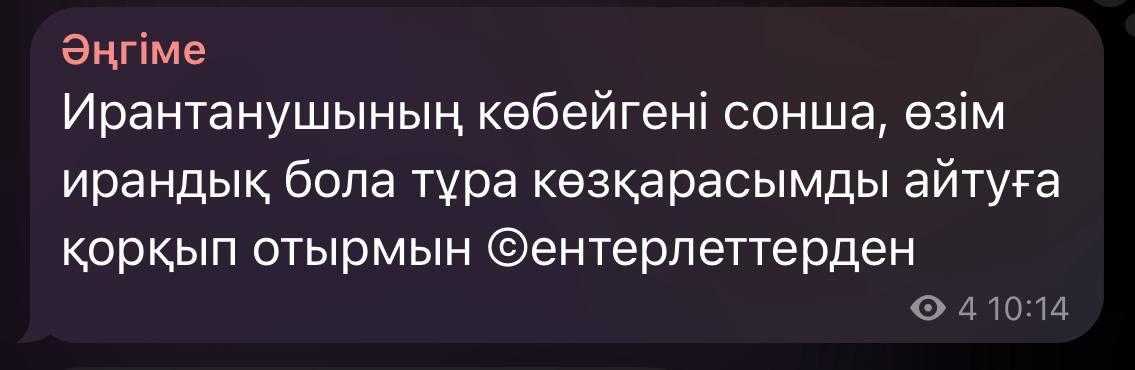 Әңгіме
Ирантанушының көбейгені сонша, өзім
ирандық бола тұра көзқарасымды айтуға
қорқып отырмын ©ентерлеттерден
4 10:14